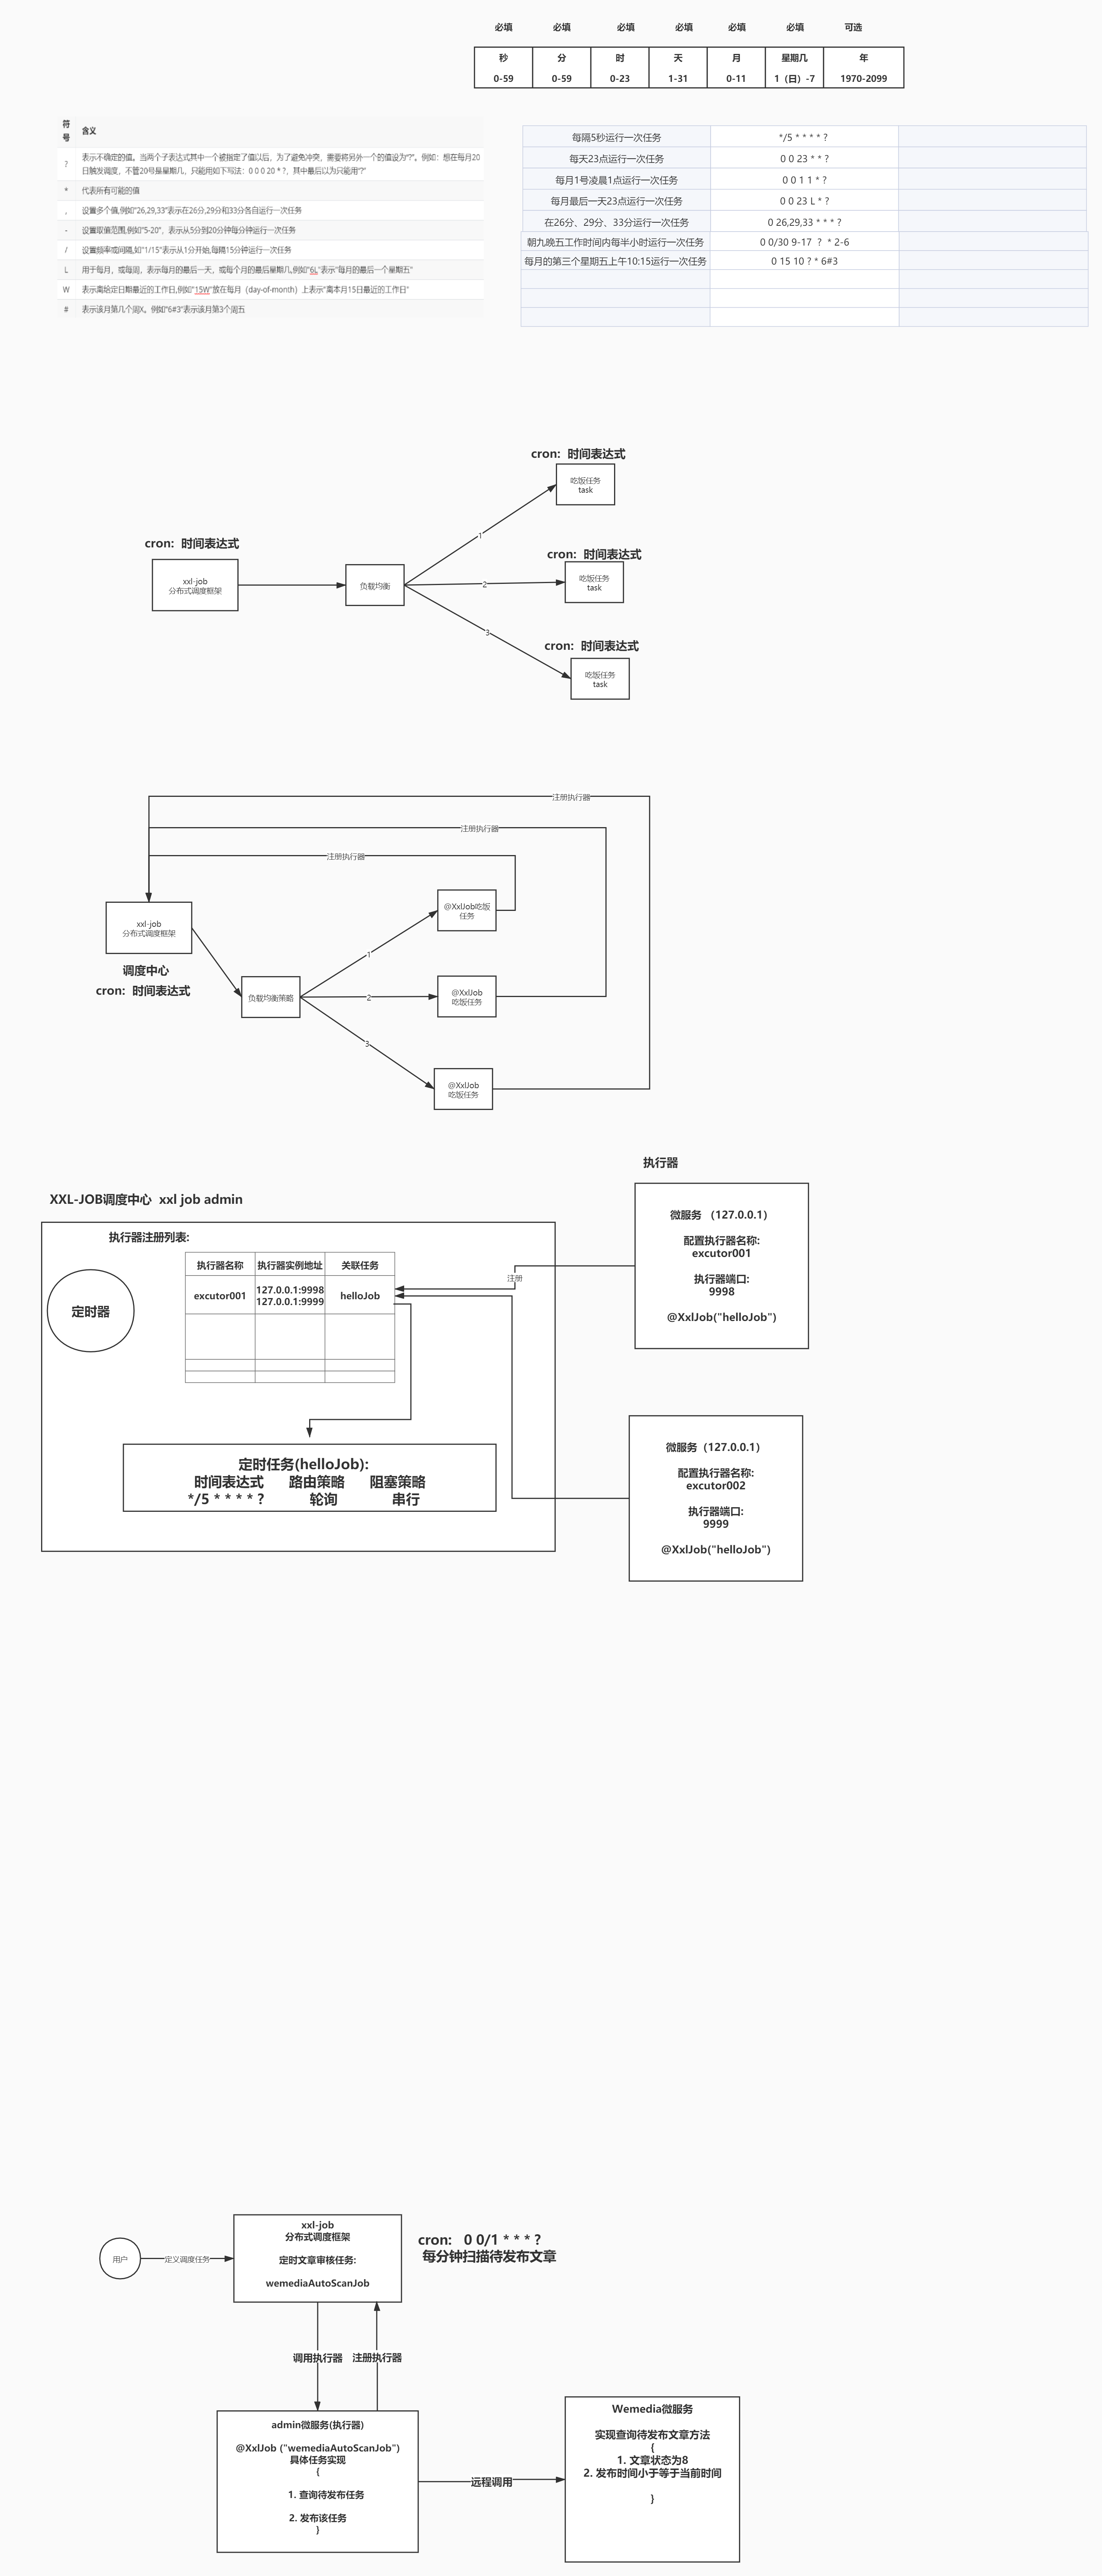 必填 必填 必填 必填 必填 必填 可选
秒 分 时 天 月 星期几 年
0-59 0-59 0-23 1-31 0-11 1（日）-7 1970-2099
符号 含义
? 表示不确定的值。当两个子表达式其中一个被指定了值以后，为了避免冲突，需要将另外一个的值设为“?”。例如：想在每月20
日触发调度，不管20号是星期几，只能用如下写法：0 0 0 20 * ?，其中最后以为只能用“?”
* 代表所有可能的值
, 设置多个值,例如"26,29,33"表示在26分,29分和33分各自运行一次任务
- 设置取值范围,例如"5-20"，表示从5分到20分钟每分钟运行一次任务
/ 设置频率或间隔,如"1/15"表示从1分开始,每隔15分钟运行一次任务
L 用于每月，或每周，表示每月的最后一天，或每个月的最后星期几,例如"6L"表示"每月的最后一个星期五"
W 表示离给定日期最近的工作日,例如"15W"放在每月（day-of-month）上表示"离本月15日最近的工作日"
# 表示该月第几个周X。例如"6#3"表示该月第3个周五
每隔5秒运行一次任务 */5 * * * * ?
每天23点运行一次任务 0 0 23 * * ?
每月1号凌晨1点运行一次任务 0 0 1 1 * ?
每月最后一天23点运行一次任务 0 0 23 L * ?
在26分、29分、33分运行一次任务 0 26,29,33 * * * ?
朝九晚五工作时间内每半小时运行一次任务 0 0/30 9-17 ? * 2-6
每月的第三个星期五上午10:15运行一次任务 0 15 10 ? * 6#3
cron: 时间表达式
吃饭任务
task
cron: 时间表达式
xxl-job
分布式调度框架
负载均衡
1
2
3
cron: 时间表达式
吃饭任务
task
cron: 时间表达式
吃饭任务
task
注册执行器
注册执行器
注册执行器
xxl-job
分布式调度框架
调度中心
cron: 时间表达式
负载均衡策略
1
2
3
@XxlJob吃饭
任务
@XxlJob
吃饭任务
@XxlJob
吃饭任务
执行器
XXL-JOB调度中心 xxl job admin
执行器注册列表:
定时器
执行器名称 执行器实例地址 关联任务
excutor001 127.0.0.1:9998
127.0.0.1:9999 helloJob
注册
定时任务(helloJob):
时间表达式 路由策略 阻塞策略
*/5 * * * * ? 轮询 串行
微服务 （127.0.0.1）
配置执行器名称:
excutor001
执行器端口:
9998
@XxlJob("helloJob")
微服务（127.0.0.1）
配置执行器名称:
excutor002
执行器端口:
9999
@XxlJob("helloJob")
用户
定义调度任务
xxl-job
分布式调度框架
定时文章审核任务:
wemediaAutoScanJob
cron: 0 0/1 * * * ?
每分钟扫描待发布文章
调用执行器 注册执行器
admin微服务(执行器)
@XxlJob ("wemediaAutoScanJob")
具体任务实现
{
1. 查询待发布任务
2. 发布该任务
}
远程调用
Wemedia微服务
实现查询待发布文章方法
{
1. 文章状态为8
2. 发布时间小于等于当前时间
}